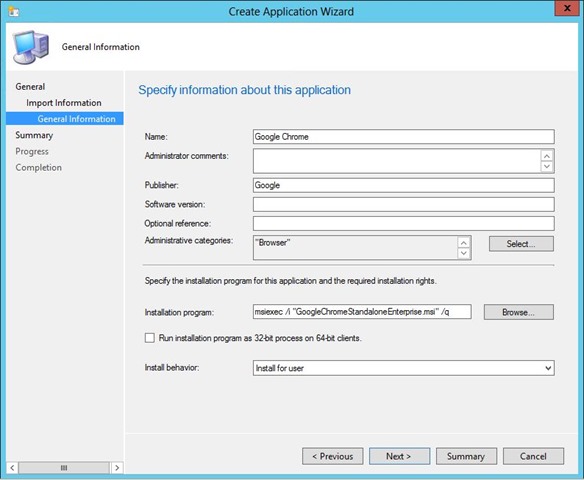 Create Application Wizard
x
General Information
General
Import Information
General Information
Summary
Progress
Completion
Specify information about this application
Name: Google Chrome
Administrator comments:
Publisher: Google
Software version:
Optional reference:
Administrative categories: "Browser" Select...
Specify the installation program for this application and the required installation rights.
Installation program: msiexec /i "GoogleChromeStandaloneEnterprise.msi" /q Browse...
Run installation program as 32-bit process on 64-bit clients.
Install behavior: Install for user
< Previous Next > Summary Cancel